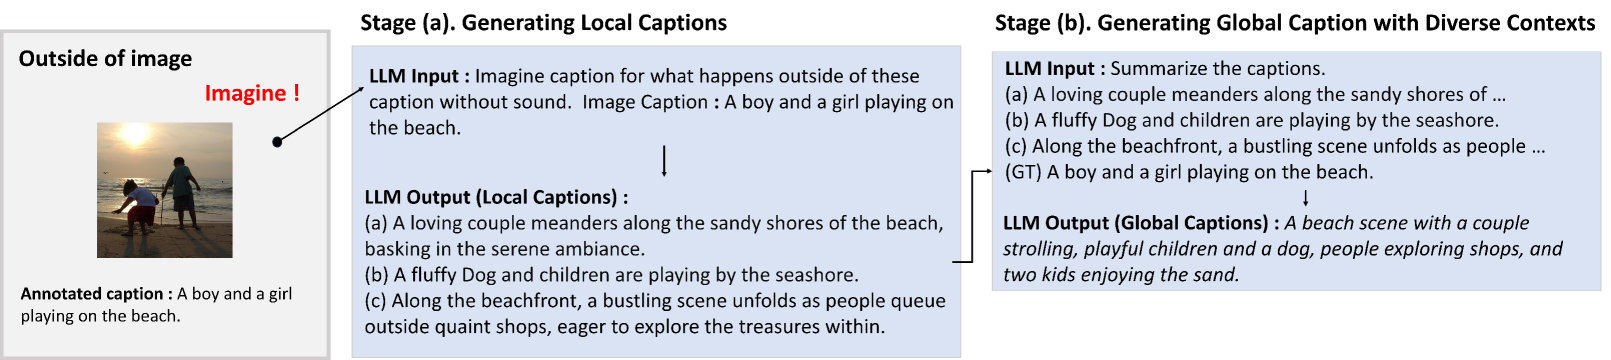 Outside of image
Imagine !
Annotated caption : A boy and a girl
playing on the beach.
Stage (a). Generating Local Captions
LLM Input : Imagine caption for what happens outside of these
caption without sound.  Image Caption : A boy and a girl playing on
the beach.
LLM Output (Local Captions) :
(a) A loving couple meanders along the sandy shores of the beach,
basking in the serene ambiance.
(b) A fluffy Dog and children are playing by the seashore.
(c) Along the beachfront, a bustling scene unfolds as people queue
outside quaint shops, eager to explore the treasures within.
Stage (b). Generating Global Caption with Diverse Contexts
LLM Input : Summarize the captions.
(a) A loving couple meanders along the sandy shores of ...
(b) A fluffy Dog and children are playing by the seashore.
(c) Along the beachfront, a bustling scene unfolds as people ...
(GT) A boy and a girl playing on the beach.
LLM Output (Global Captions) : A beach scene with a couple
strolling, playful children and a dog, people exploring shops, and
two kids enjoying the sand.